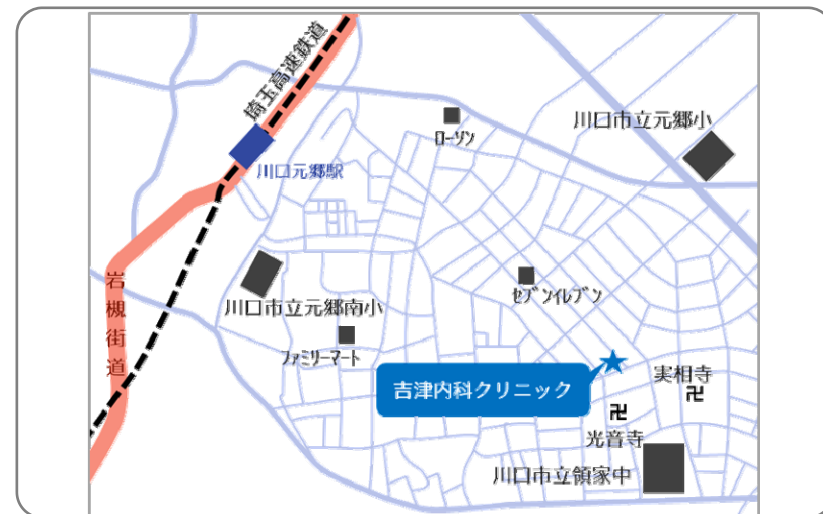 埼玉高速鉄道
ローソン
川口市立元郷小
川口元郷駅
岩槻街道
川口市立元郷南小
セブンイレブン
ファミリーマート
吉津内科クリニック
実相寺
卍
卍
光音寺
川口市立領家中